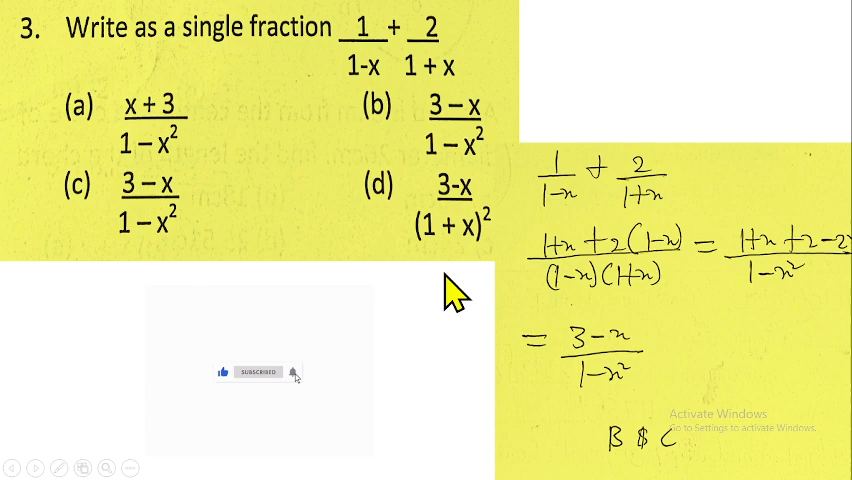 3. Write as a single fraction 1/(1-x) + 2/(1 + x)
(a) (x + 3)/(1 – x²) (b) (3 – x)/(1 – x²)
(c) (3 – x)/(1 – x²) (d) (3-x)/(1 + x)²
1/(1-x) + 2/(1+x)
(1+x + 2(1-x))/((1-x)(1+x)) = (1+x+2-2)/(1-x²)
= (3-x)/(1-x²)
B & C
SUBSCRIBED
Activate Windows
Go to Settings to activate Windows.